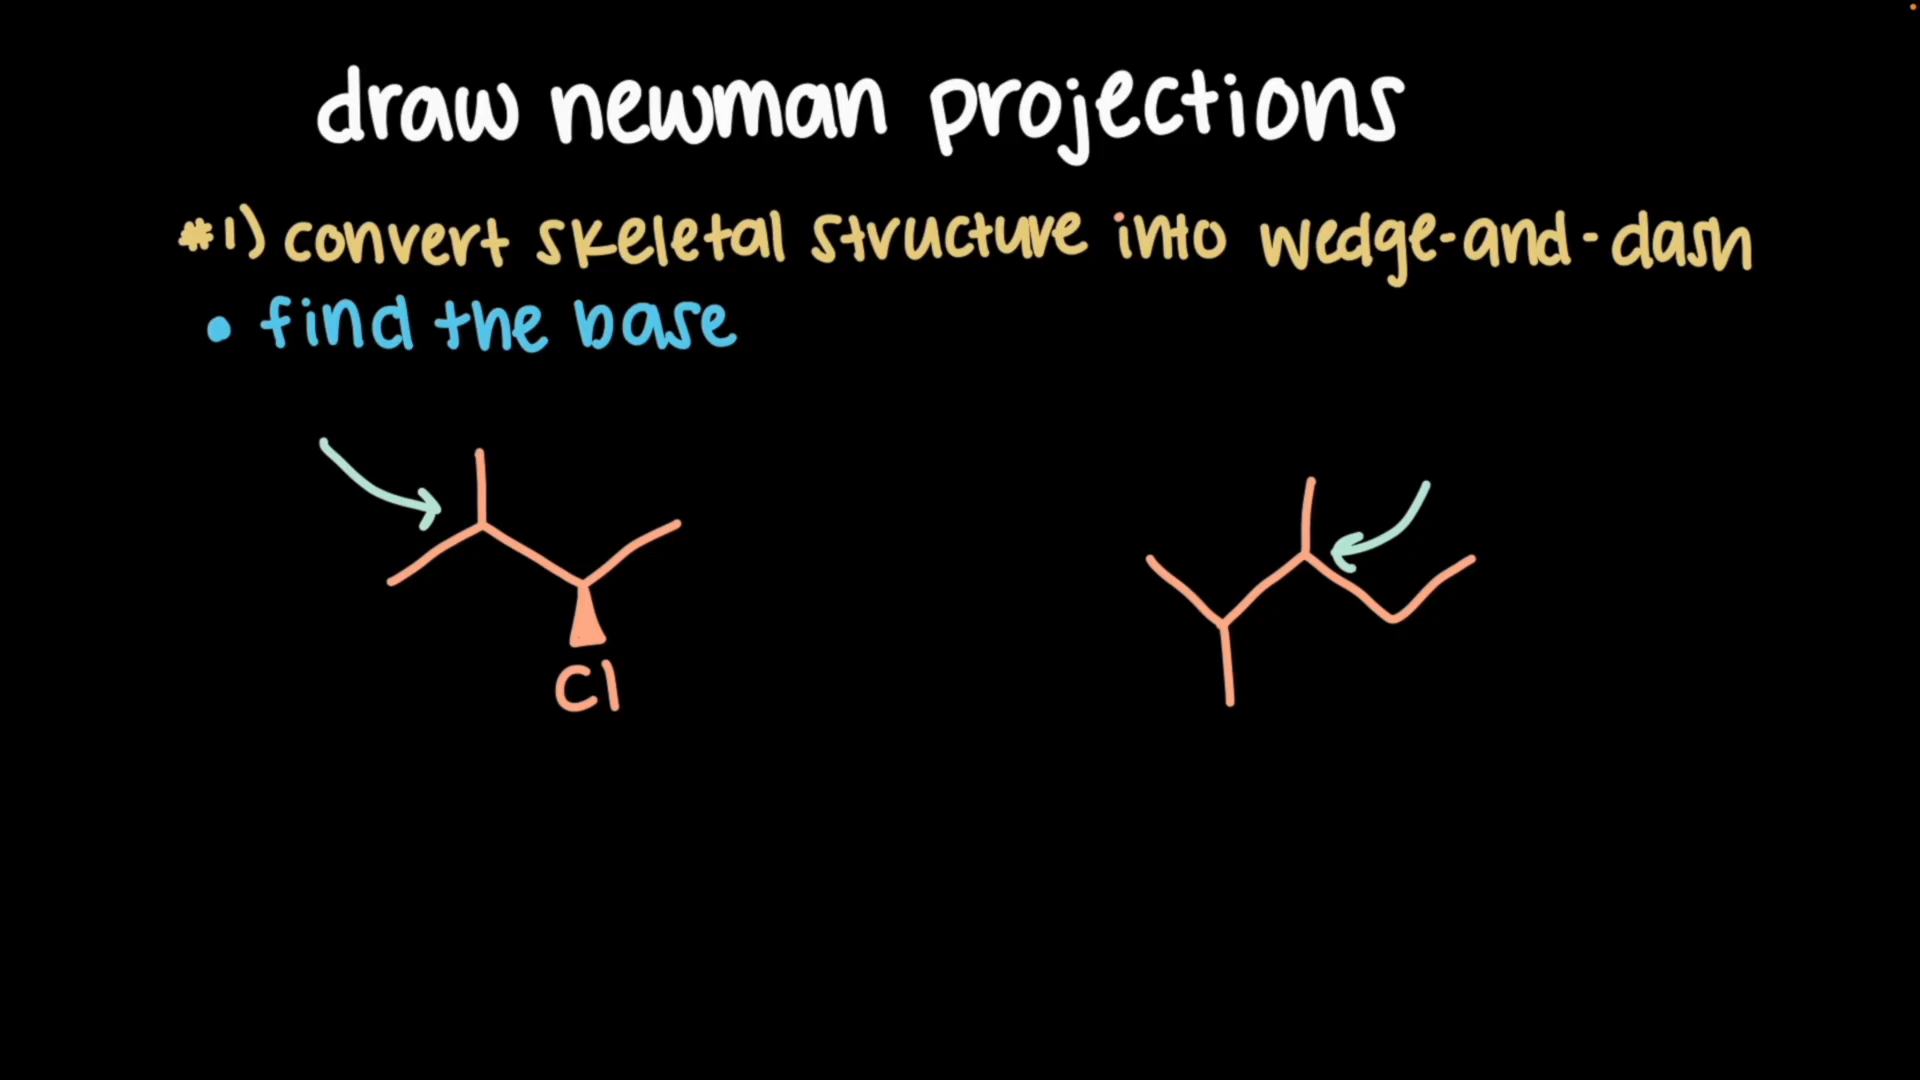 draw newman projections
*1) convert skeletal structure into wedge-and-dash
• find the base
Cl